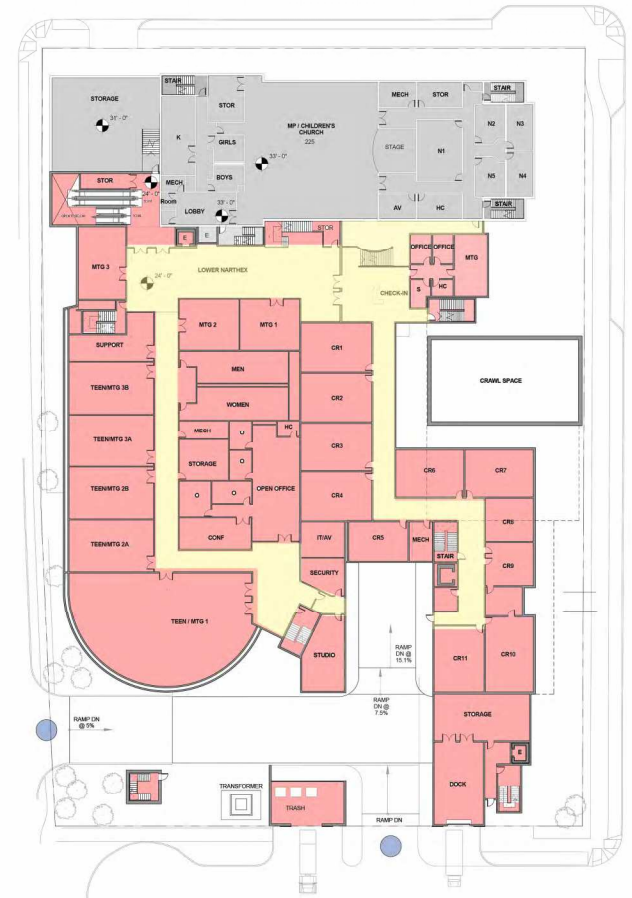 STAIR
STORAGE
31' - 0"
K
STOR
GIRLS
BOYS
MECH
Room
LOBBY
33' - 0"
MP / CHILDREN'S
CHURCH
225
33' - 0"
MECH
STOR
STAIR
STAGE
N1
N2
N3
N5
N4
AV
HC
STAIR
STOR
24' - 0"
E
E
STOR
MTG 3
24' - 0"
LOWER NARTHEX
CHECK-IN
OFFICE
OFFICE
MTG
S
HC
MTG 2
MTG 1
SUPPORT
CR1
MEN
CRAWL SPACE
TEEN/MTG 3B
WOMEN
CR2
HC
O
TEEN/MTG 3A
STORAGE
O
CR3
CR6
CR7
TEEN/MTG 2B
O
O
OPEN OFFICE
CR4
CR8
CONF
IT/AV
CR5
MECH
STAIR
TEEN/MTG 2A
CR9
SECURITY
TEEN / MTG 1
STUDIO
RAMP
DN @
15.1%
CR11
CR10
RAMP
DN @
7.5%
RAMP DN
@ 5%
STORAGE
E
TRANSFORMER
TRASH
DOCK
RAMP DN